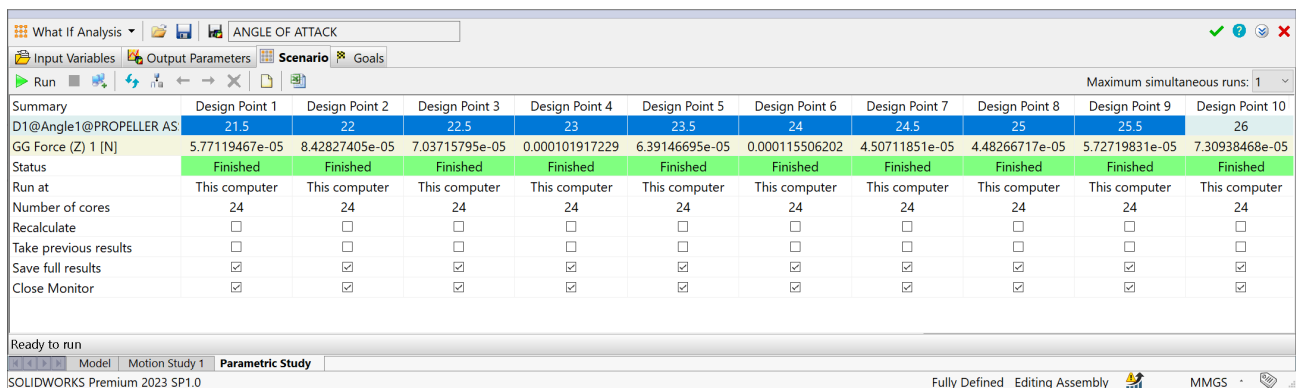 What If Analysis ANGLE OF ATTACK
Input Variables Output Parameters Scenario Goals
Run Maximum simultaneous runs: 1
Summary Design Point 1 Design Point 2 Design Point 3 Design Point 4 Design Point 5 Design Point 6 Design Point 7 Design Point 8 Design Point 9 Design Point 10
D1@Angle1@PROPELLER AS: 21.5 22 22.5 23 23.5 24 24.5 25 25.5 26
GG Force (Z) 1 [N] 5.77119467e-05 8.42827405e-05 7.03715795e-05 0.000101917229 6.39146695e-05 0.000115506202 4.50711851e-05 4.48266717e-05 5.72719831e-05 7.30938468e-05
Status Finished Finished Finished Finished Finished Finished Finished Finished Finished Finished
Run at This computer This computer This computer This computer This computer This computer This computer This computer This computer This computer
Number of cores 24 24 24 24 24 24 24 24 24 24
Recalculate
Take previous results
Save full results
Close Monitor
Ready to run
Model Motion Study 1 Parametric Study
SOLIDWORKS Premium 2023 SP1.0 Fully Defined Editing Assembly MMGS